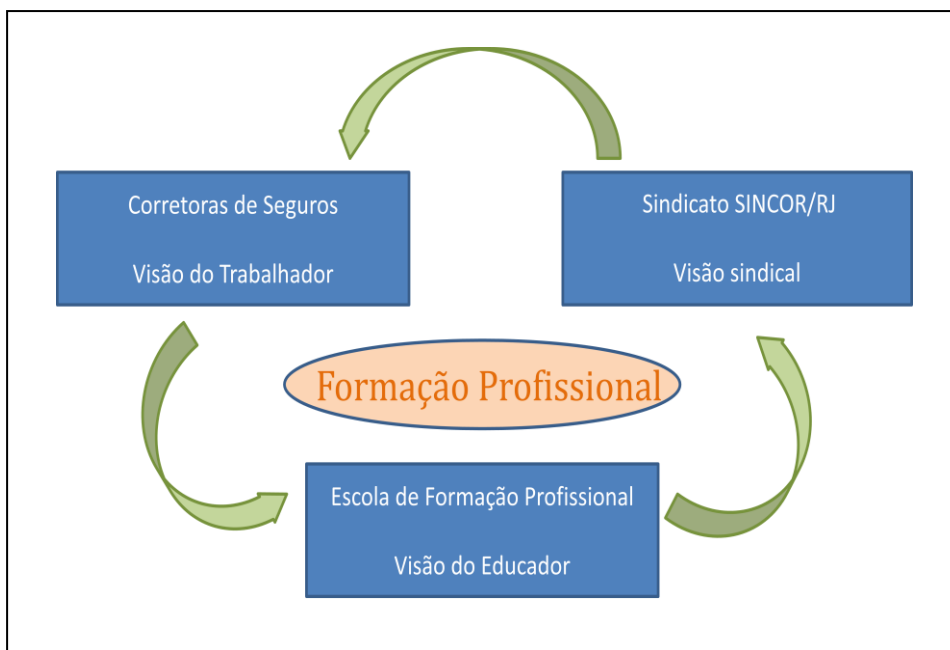 Corretoras de Seguros
Visão do Trabalhador
Sindicato SINCOR/RJ
Visão sindical
Formação Profissional
Escola de Formação Profissional
Visão do Educador